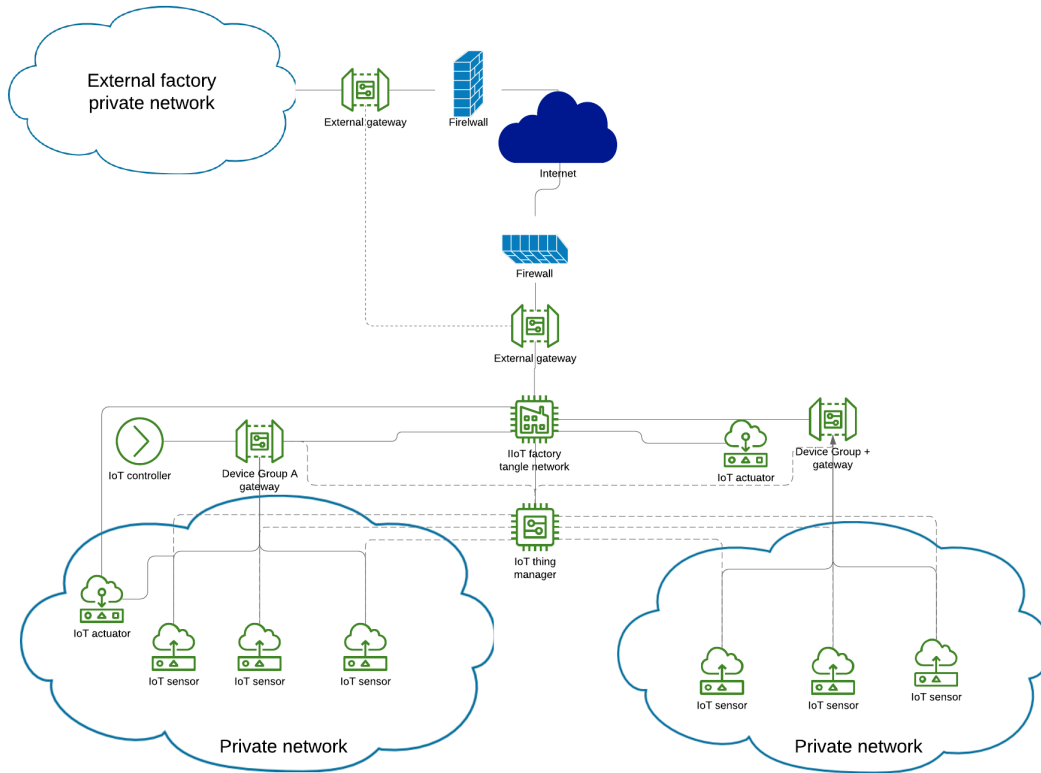 External factory
private network
External gateway
Firelwall
Internet
Firewall
External gateway
IoT controller
Device Group A
gateway
IIoT factory
tangle network
IoT actuator
Device Group +
gateway
IoT thing
manager
IoT actuator
IoT sensor
IoT sensor
IoT sensor
IoT sensor
IoT sensor
IoT sensor
Private network
Private network